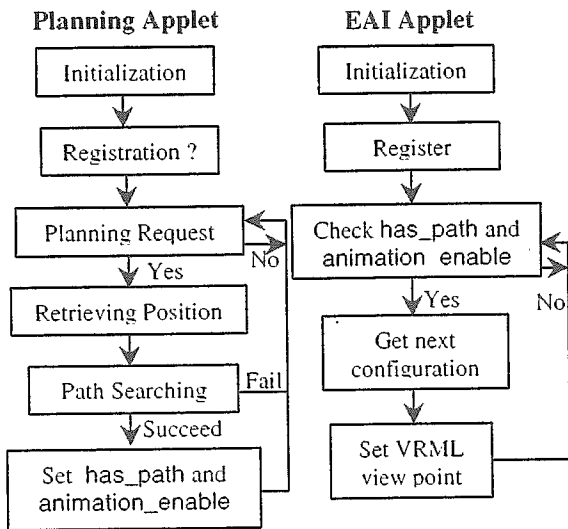 Planning Applet
Initialization
Registration ?
Planning Request
No
Yes
Retrieving Position
Path Searching
Fail
Succeed
Set has_path and
animation_enable
EAI Applet
Initialization
Register
Check has_path and
animation enable
Yes
No
Get next
configuration
Set VRML
view point